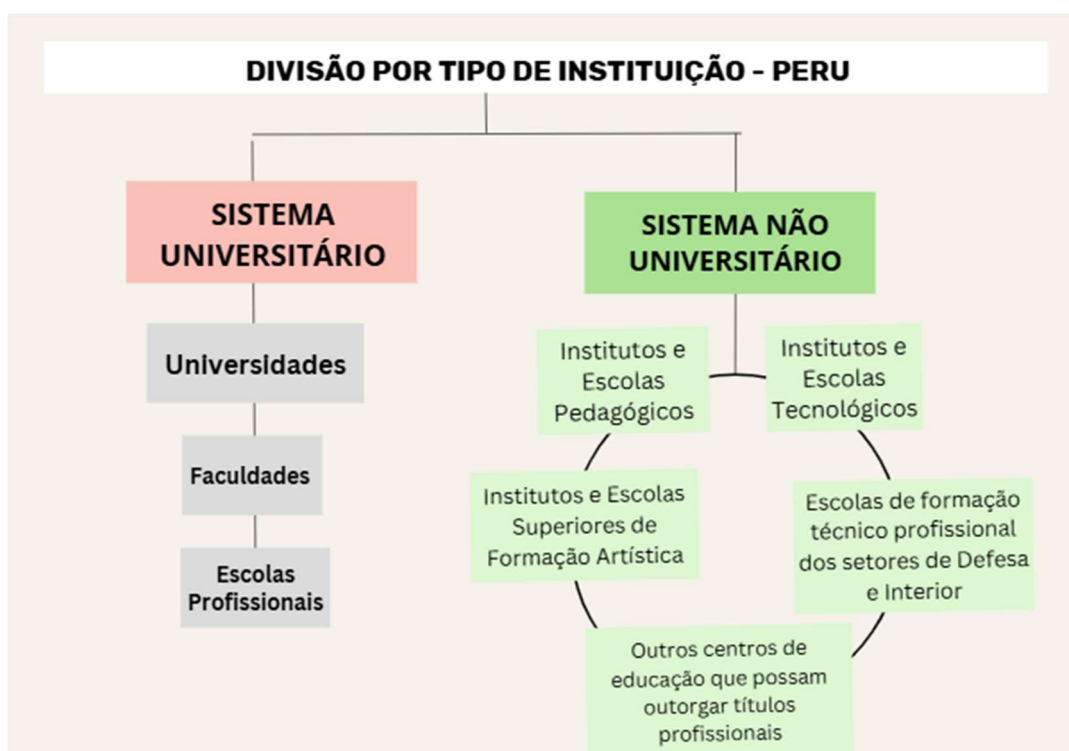 DIVISÃO POR TIPO DE INSTITUIÇÃO - PERU
SISTEMA
UNIVERSITÁRIO
Universidades
Faculdades
Escolas
Profissionais
SISTEMA NÃO
UNIVERSITÁRIO
Institutos e
Escolas
Pedagógicos
Institutos e
Escolas
Tecnológicos
Institutos e Escolas
Superiores de
Formação Artística
Escolas de formação
técnico profissional
dos setores de Defesa
e Interior
Outros centros de
educação que possam
outorgar títulos
profissionais